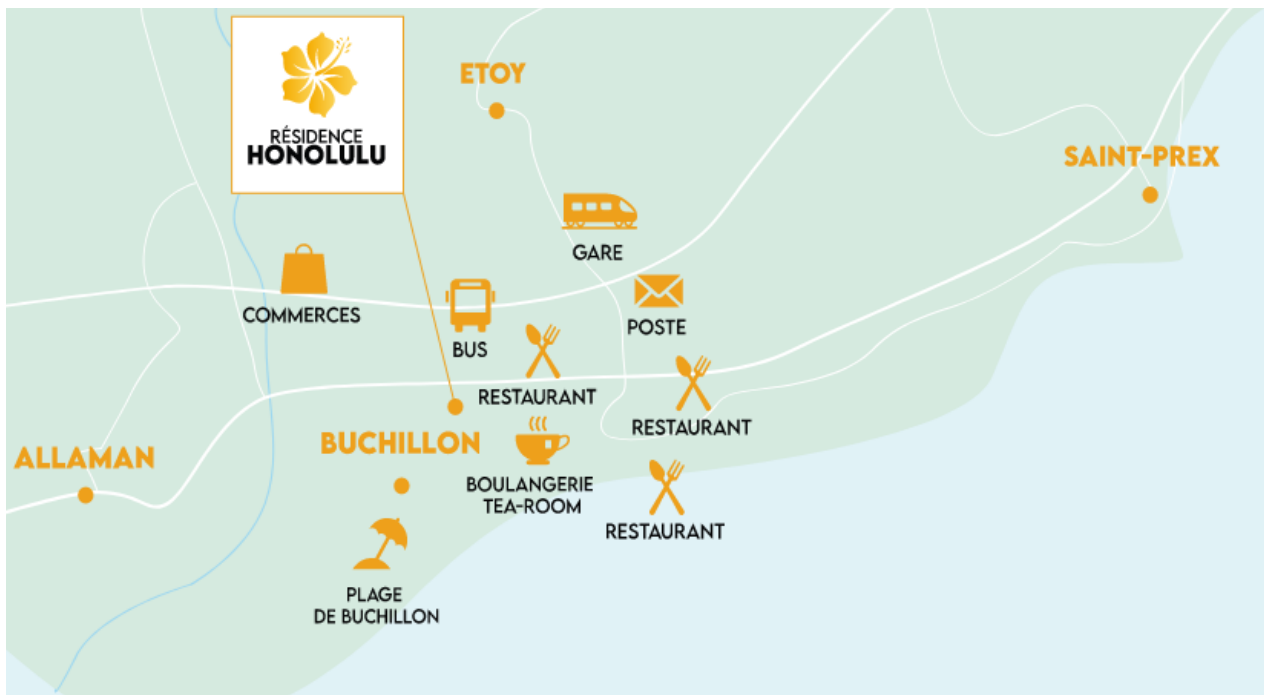 RÉSIDENCE
HONOLULU
ETOY
SAINT-PREX
GARE
COMMERCES
BUS
POSTE
RESTAURANT
RESTAURANT
BUCHILLON
ALLAMAN
BOULANGERIE
TEA-ROOM
RESTAURANT
PLAGE
DE BUCHILLON